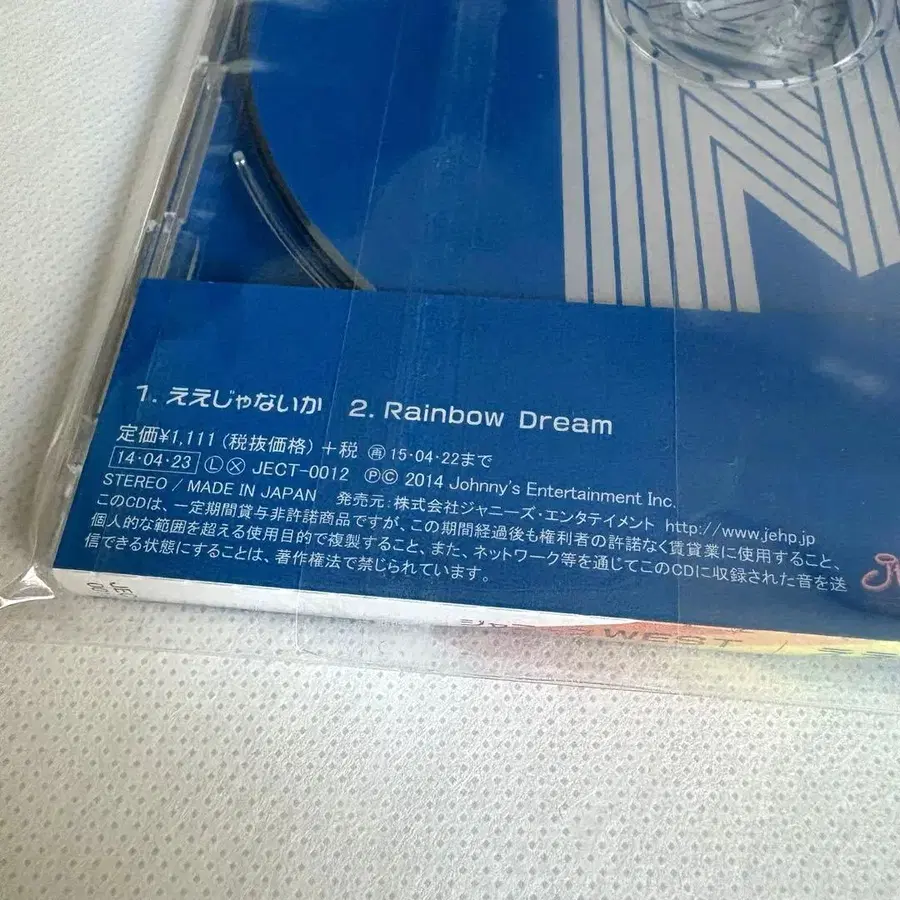 1. ええじゃないか 2. Rainbow Dream
定価¥1,111 (税抜価格) +税 再 15・04・22まで
14・04・23 Ⓛ Ⓧ JECT-0012 ℗© 2014 Johnny's Entertainment Inc.
STEREO / MADE IN JAPAN 発売元:株式会社ジャニーズ・エンタテイメント http://www.jehp.jp
このCDは、一定期間貸与非許諾商品ですが、この期間経過後も権利者の許諾なく賃貸業に使用すること、
個人的な範囲を超える使用目的で複製すること、また、ネットワーク等を通じてこのCDに収録された音を送
信できる状態にすることは、著作権法で禁じられています。
WEST